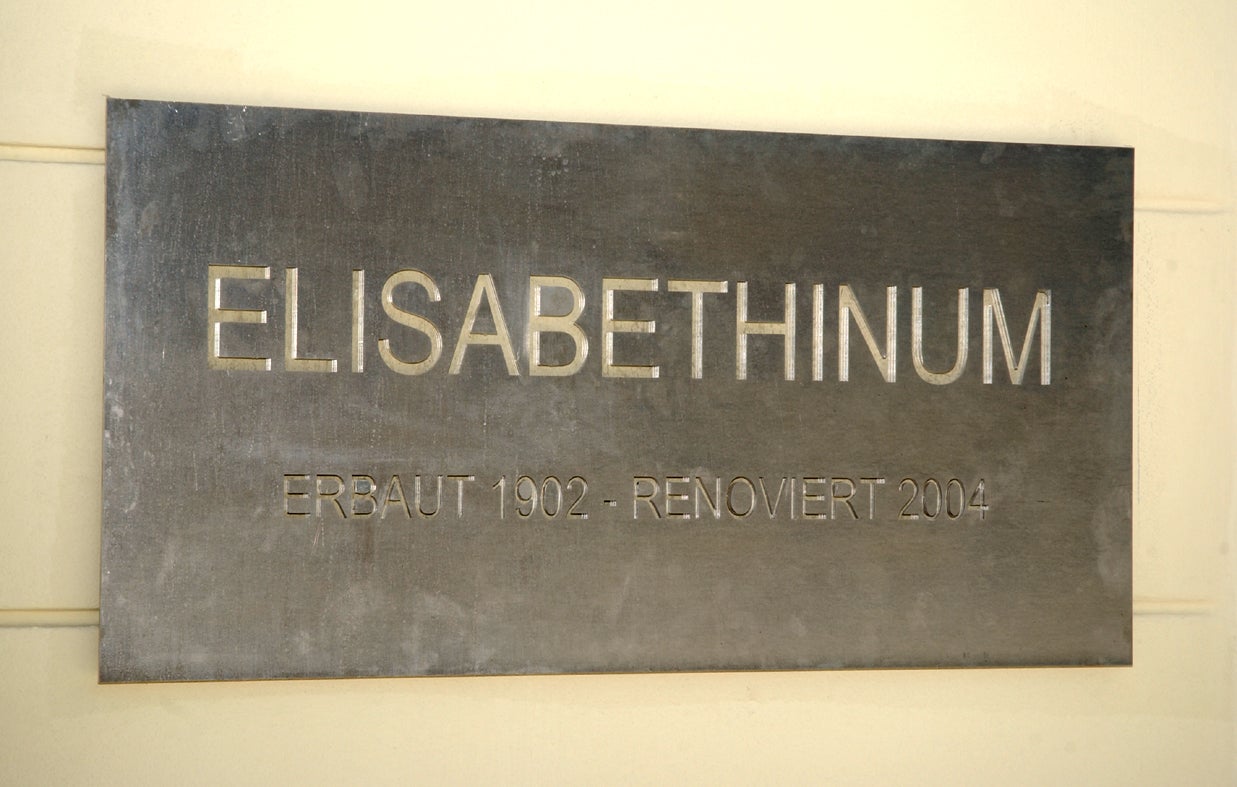 ELISABETHINUM
ERBAUT 1902 - RENOVIERT 2004